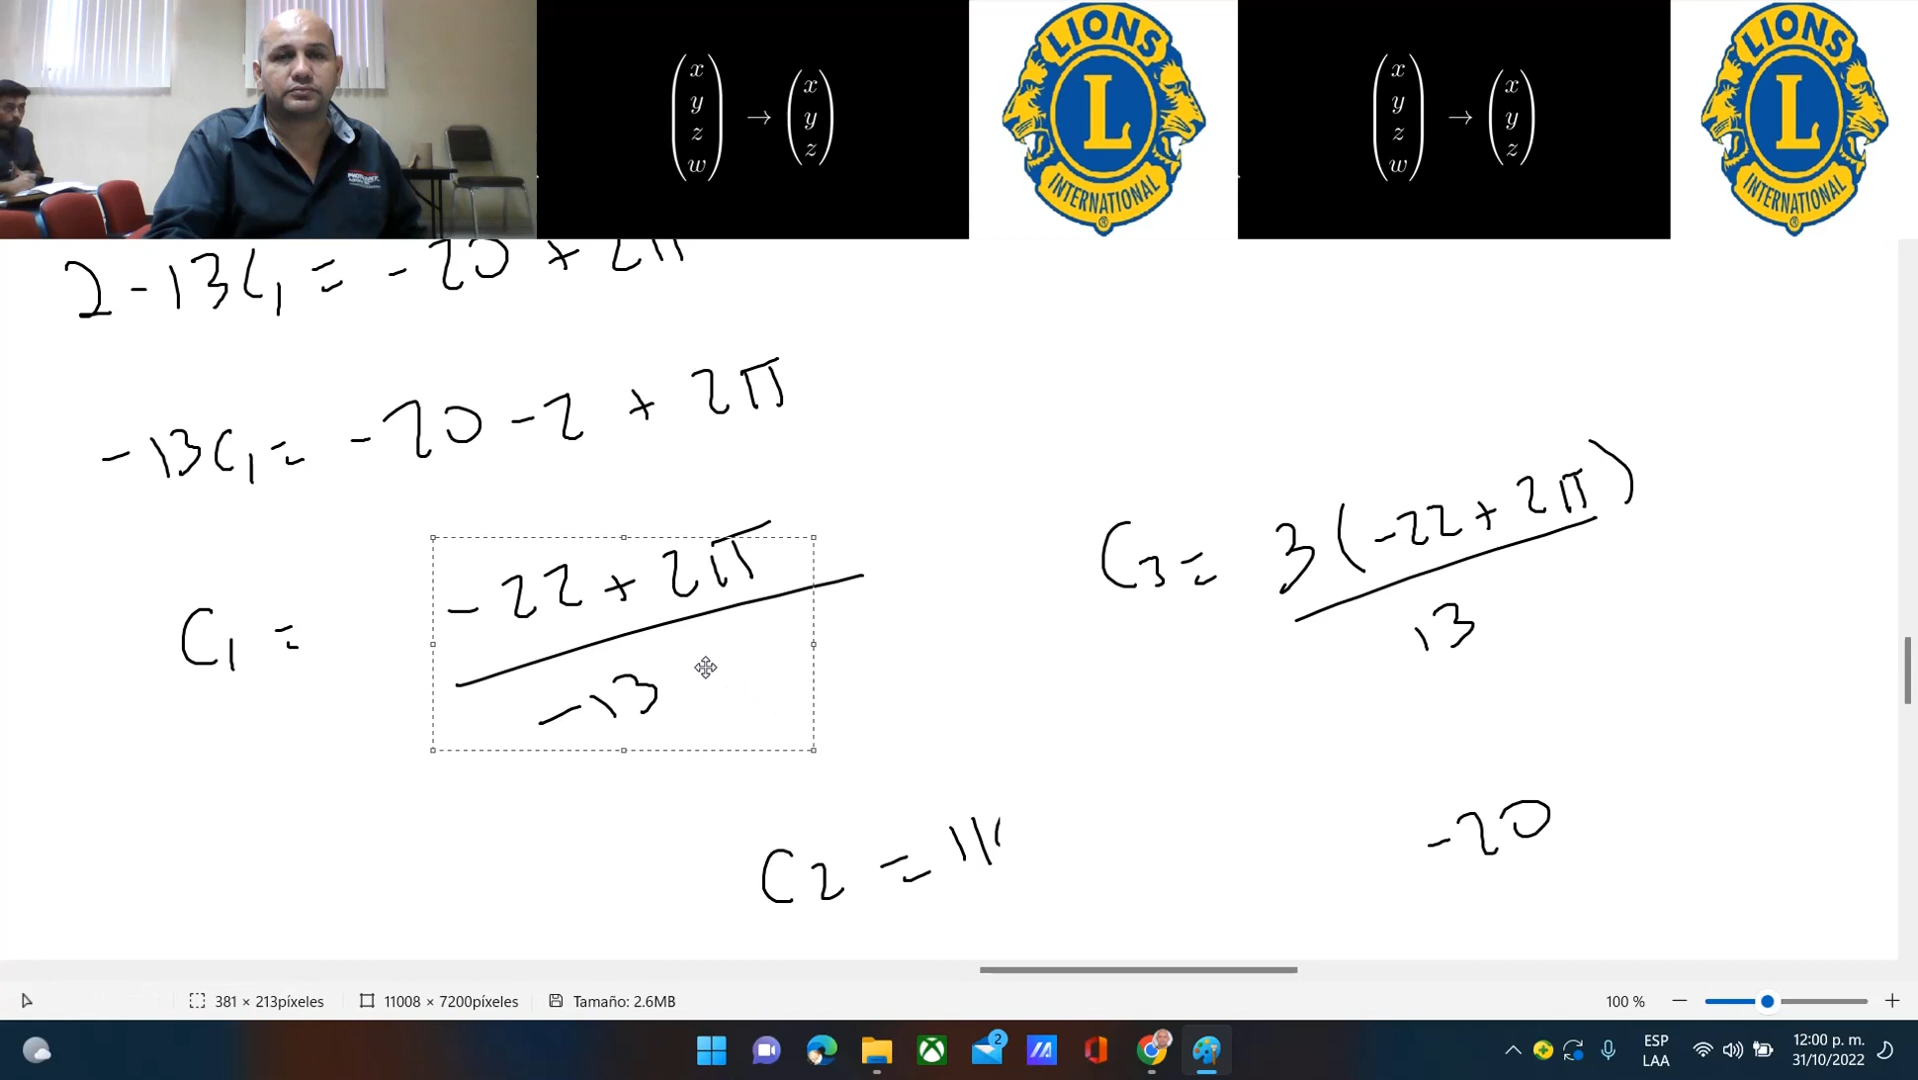 x
y
z
w
→
x
y
z
LIONS
L
INTERNATIONAL
®
x
y
z
w
→
x
y
z
LIONS
L
INTERNATIONAL
®
2 - 13C₁ = -20 + 2π
-13C₁ = -20 - 2 + 2π
C₁ =
-22 + 2π
-13
C₃ =
3(-22 + 2π)
13
C2 =
-20
381 × 213píxeles
11008 × 7200píxeles
Tamaño: 2.6MB
100 %
2
ESP
LAA
12:00 p. m.
31/10/2022